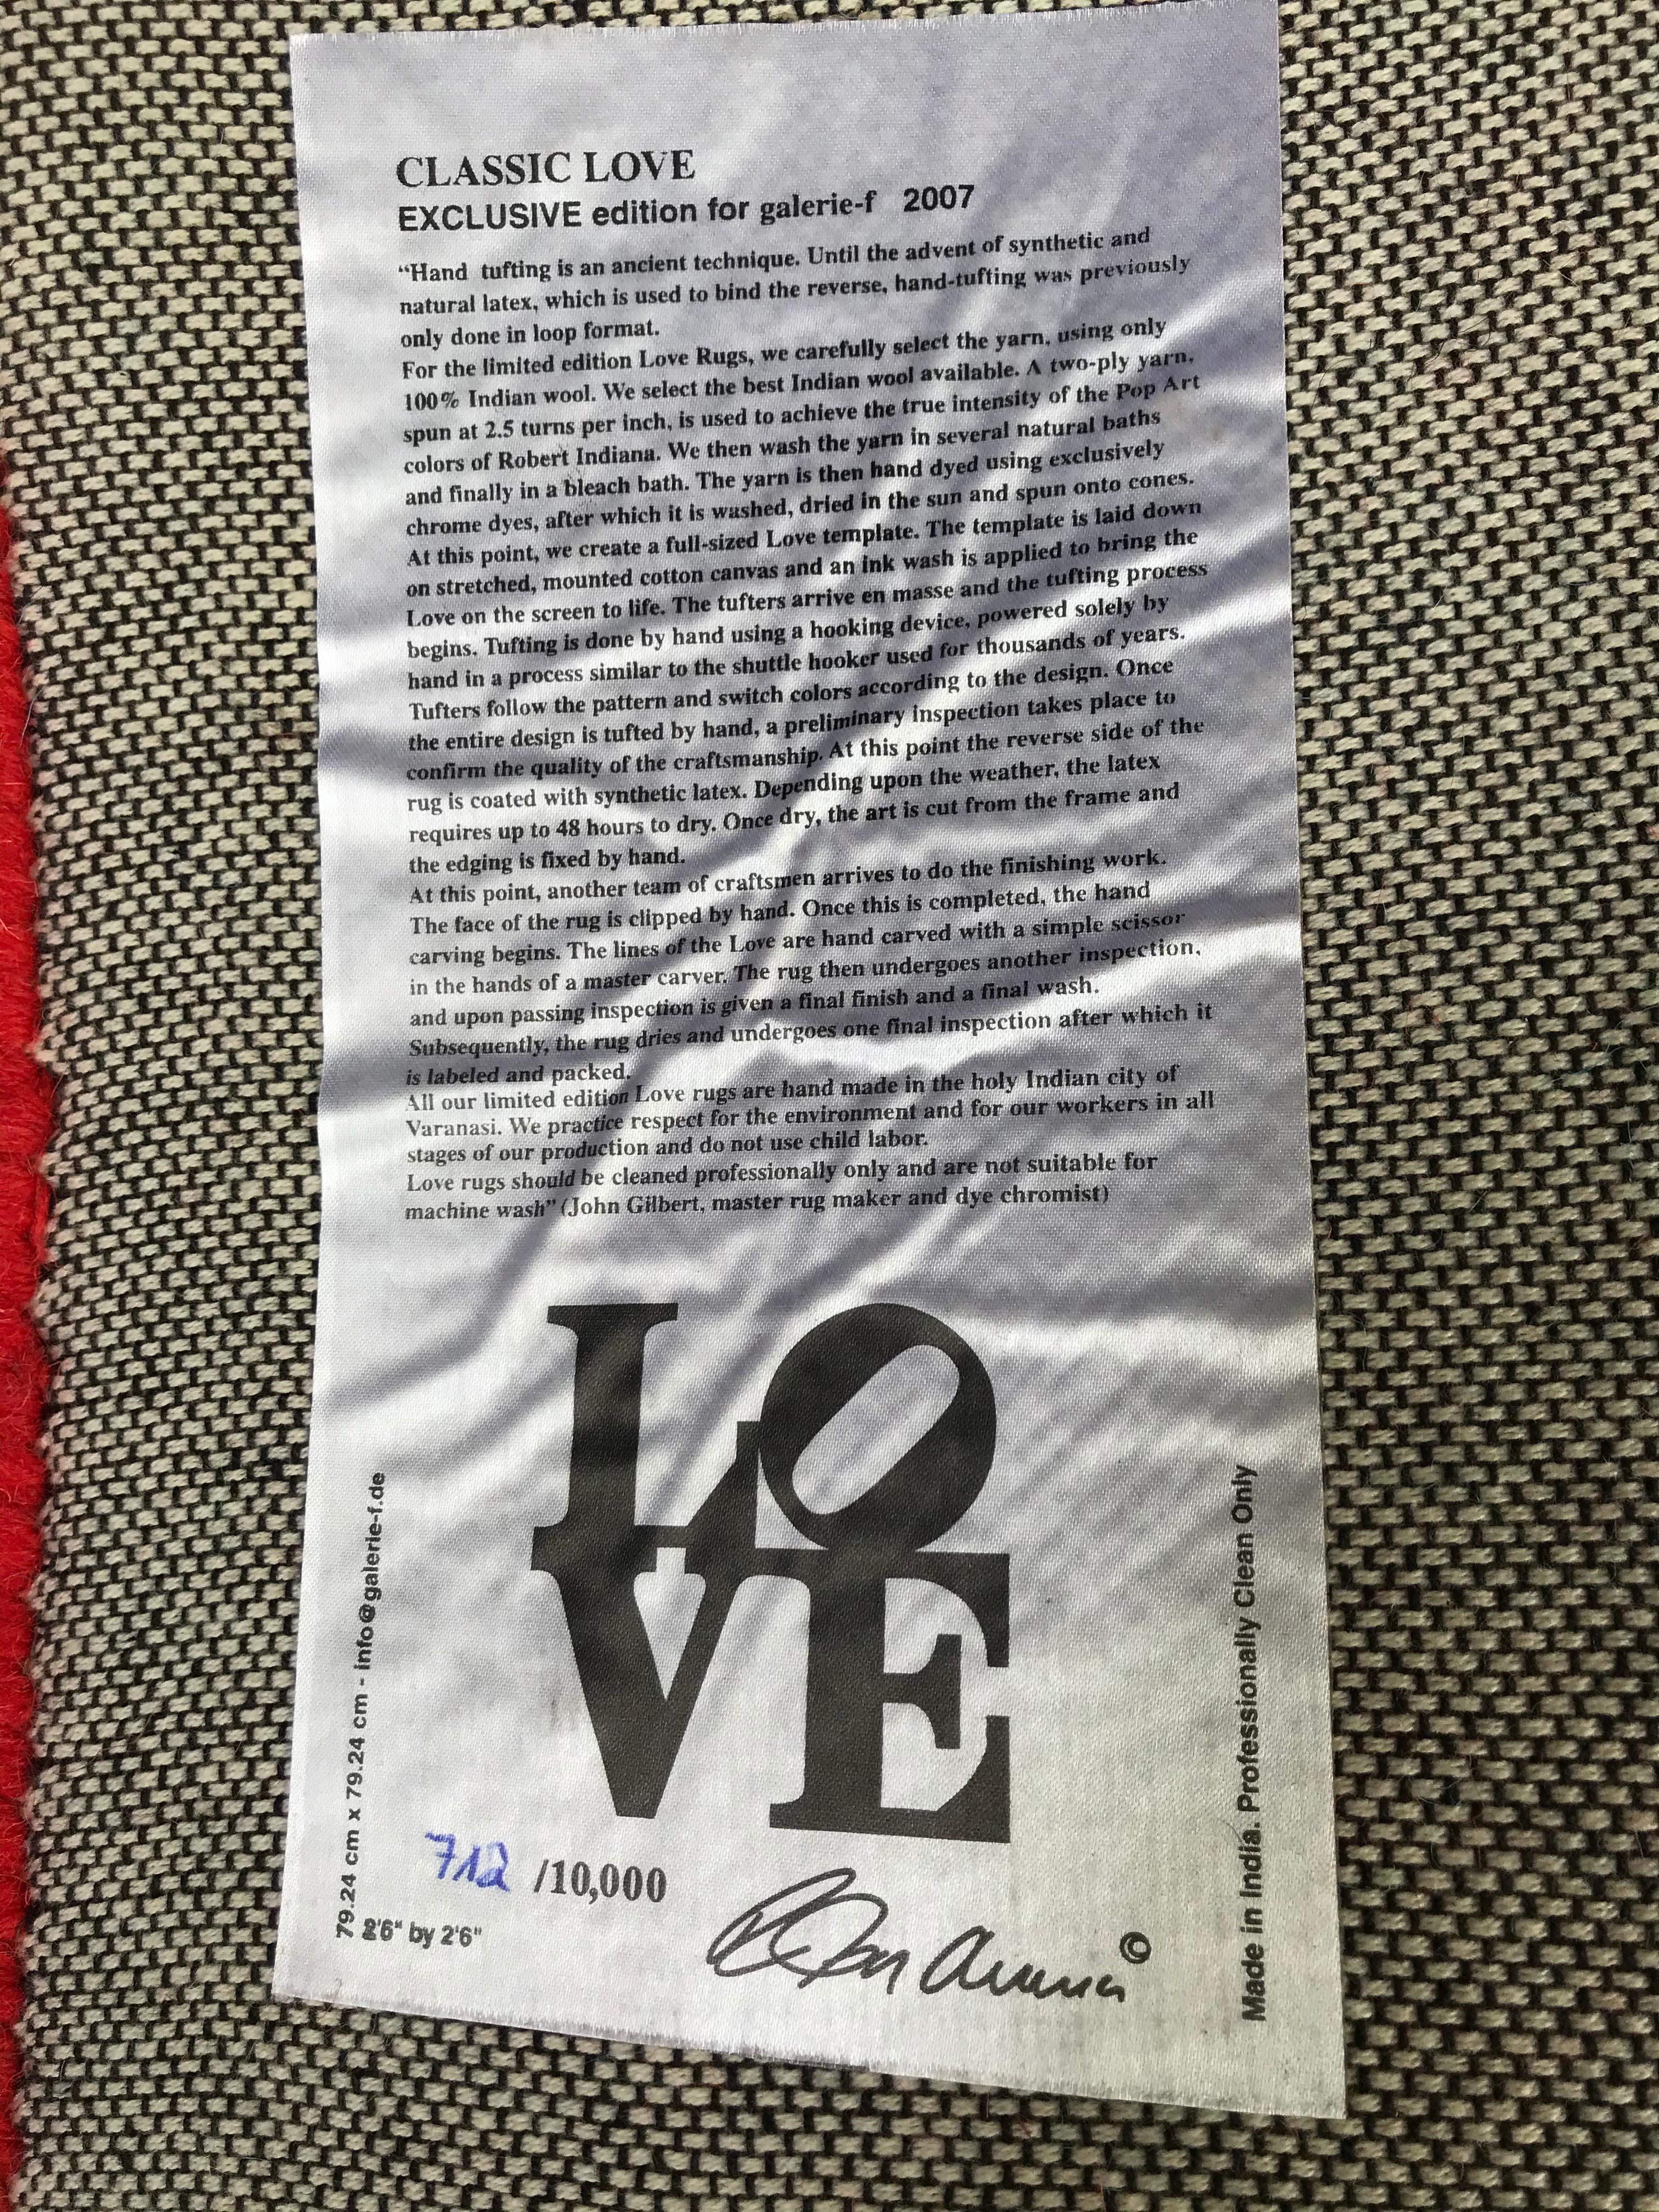 CLASSIC LOVE
EXCLUSIVE edition for galerie-f 2007
“Hand tufting is an ancient technique. Until the advent of synthetic and
natural latex, which is used to bind the reverse, hand-tufting was previously
only done in loop format.
For the limited edition Love Rugs, we carefully select the yarn, using only
100% Indian wool. We select the best Indian wool available. A two-ply yarn,
spun at 2.5 turns per inch, is used to achieve the true intensity of the Pop Art
colors of Robert Indiana. We then wash the yarn in several natural baths
and finally in a bleach bath. The yarn is then hand dyed using exclusively
chrome dyes, after which it is washed, dried in the sun and spun onto cones.
At this point, we create a full-sized Love template. The template is laid down
on stretched, mounted cotton canvas and an ink wash is applied to bring the
Love on the screen to life. The tufters arrive en masse and the tufting process
begins. Tufting is done by hand using a hooking device, powered solely by
hand in a process similar to the shuttle hooker used for thousands of years.
Tufters follow the pattern and switch colors according to the design. Once
the entire design is tufted by hand, a preliminary inspection takes place to
confirm the quality of the craftsmanship. At this point the reverse side of the
rug is coated with synthetic latex. Depending upon the weather, the latex
requires up to 48 hours to dry. Once dry, the art is cut from the frame and
the edging is fixed by hand.
At this point, another team of craftsmen arrives to do the finishing work.
The face of the rug is clipped by hand. Once this is completed, the hand
carving begins. The lines of the Love are hand carved with a simple scissor
in the hands of a master carver. The rug then undergoes another inspection,
and upon passing inspection is given a final finish and a final wash.
Subsequently, the rug dries and undergoes one final inspection after which it
is labeled and packed.
All our limited edition Love rugs are hand made in the holy Indian city of
Varanasi. We practice respect for the environment and for our workers in all
stages of our production and do not use child labor.
Love rugs should be cleaned professionally only and are not suitable for
machine wash” (John Gilbert, master rug maker and dye chromist)
LO
VE
79.24 cm x 79.24 cm - info@galerie-f.de
Made in India. Professionally Clean Only
712 /10,000
2'6" by 2'6"
©